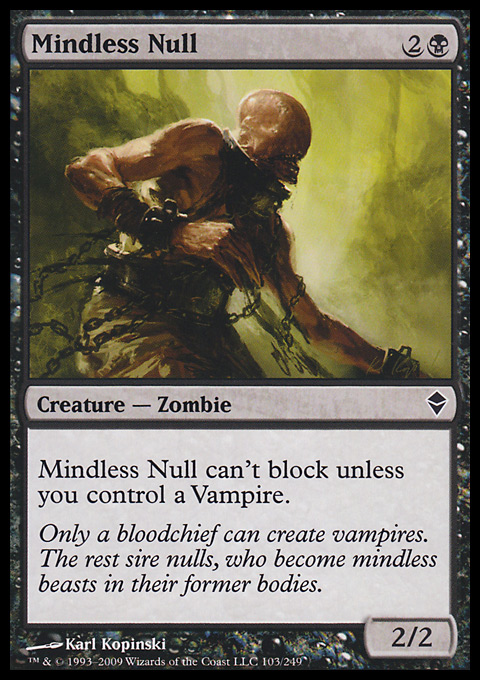 Mindless Null 2
Creature — Zombie
Mindless Null can't block unless
you control a Vampire.
Only a bloodchief can create vampires.
The rest sire nulls, who become mindless
beasts in their former bodies.
2/2
Karl Kopinski
™ & © 1993–2009 Wizards of the Coast LLC 103/249